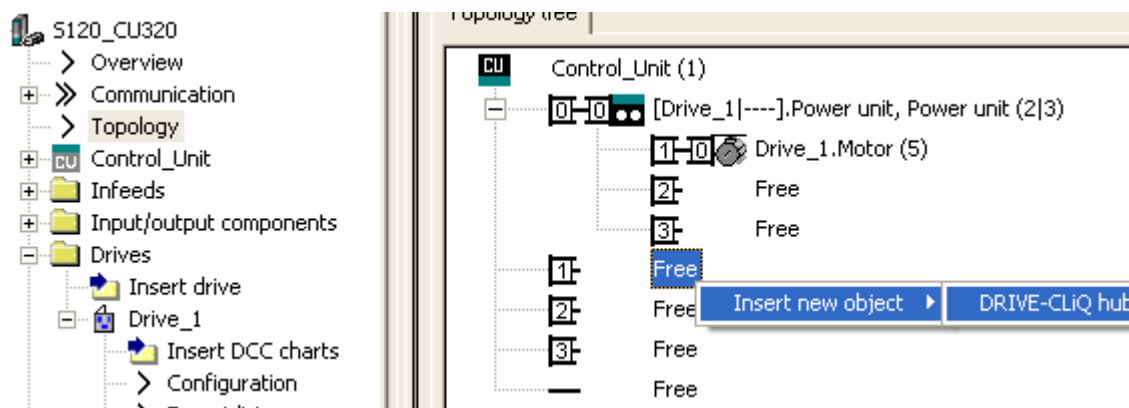 S120_CU320
Overview
Communication
Topology
CU Control_Unit
Infeeds
Input/output components
Drives
Insert drive
Drive_1
Insert DCC charts
Configuration
Topology tree
CU Control_Unit (1)
0 0 [Drive_1|----].Power unit, Power unit (2|3)
1 0 Drive_1.Motor (5)
2 Free
3 Free
1 Free
2 Free
Insert new object
DRIVE-CLiQ hub
3 Free
Free